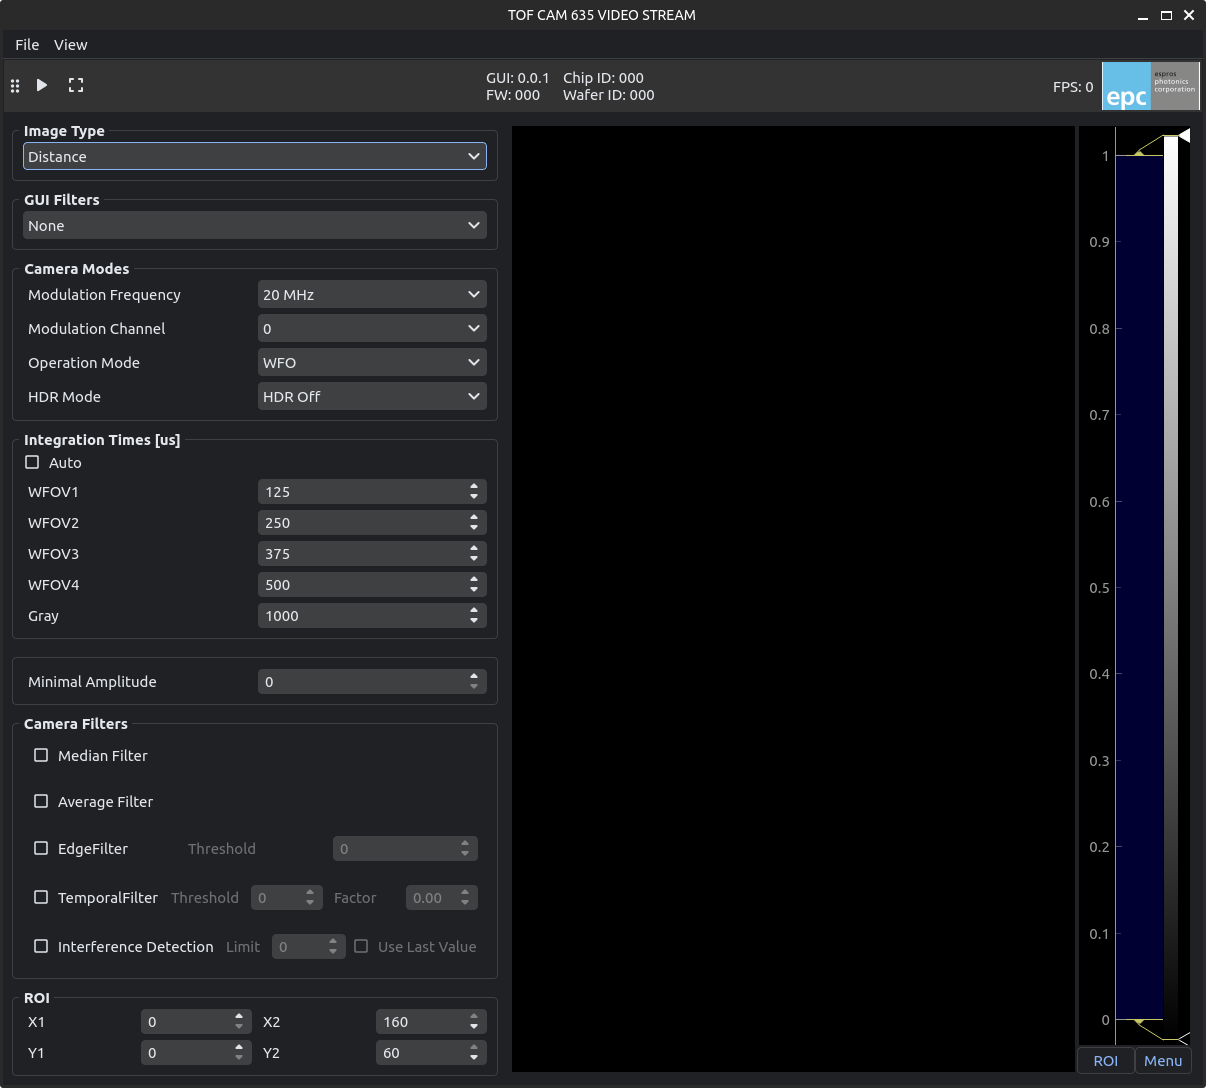 TOF CAM 635 VIDEO STREAM
File View
GUI: 0.0.1 Chip ID: 000
FW: 000 Wafer ID: 000
FPS: 0
epc
espros
photonics
corporation
Image Type
Distance
GUI Filters
None
Camera Modes
Modulation Frequency 20 MHz
Modulation Channel 0
Operation Mode WFO
HDR Mode HDR Off
Integration Times [us]
Auto
WFOV1 125
WFOV2 250
WFOV3 375
WFOV4 500
Gray 1000
Minimal Amplitude 0
Camera Filters
Median Filter
Average Filter
EdgeFilter Threshold 0
TemporalFilter Threshold 0 Factor 0.00
Interference Detection Limit 0 Use Last Value
ROI
X1 0 X2 160
Y1 0 Y2 60
1
0.9
0.8
0.7
0.6
0.5
0.4
0.3
0.2
0.1
0
ROI Menu